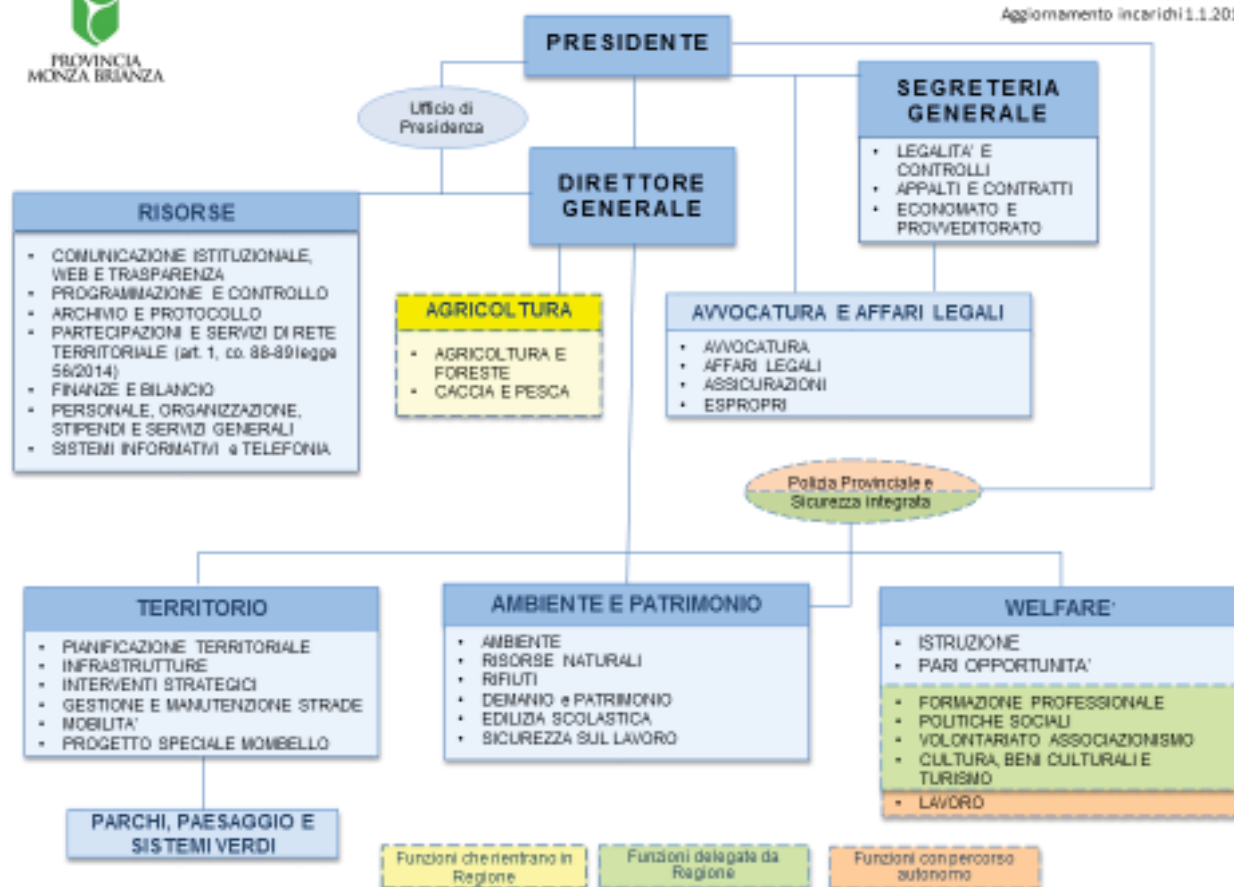 Aggiornamento incarichi 1.1.201
PROVINCIA
MONZA BRIANZA
PRESIDENTE
Ufficio di
Presidenza
SEGRETERIA
GENERALE
• LEGALITA' E
CONTROLLI
• APPALTI E CONTRATTI
• ECONOMATO E
PROVVEDITORATO
DIRETTORE
GENERALE
RISORSE
• COMUNICAZIONE ISTITUZIONALE,
WEB E TRASPARENZA
• PROGRAMMAZIONE E CONTROLLO
• ARCHIVIO E PROTOCOLLO
• PARTECIPAZIONI E SERVIZI DI RETE
TERRITORIALE (art. 1, co. 88-89 legge
56/2014)
• FINANZE E BILANCIO
• PERSONALE, ORGANIZZAZIONE,
STIPENDI E SERVIZI GENERALI
• SISTEMI INFORMATIVI e TELEFONIA
AGRICOLTURA
• AGRICOLTURA E
FORESTE
• CACCIA E PESCA
AVVOCATURA E AFFARI LEGALI
• AVVOCATURA
• AFFARI LEGALI
• ASSICURAZIONI
• ESPROPRI
Polizia Provinciale e
Sicurezza integrata
TERRITORIO
• PIANIFICAZIONE TERRITORIALE
• INFRASTRUTTURE
• INTERVENTI STRATEGICI
• GESTIONE E MANUTENZIONE STRADE
• MOBILITA'
• PROGETTO SPECIALE MOMBELLO
PARCHI, PAESAGGIO E
SISTEMI VERDI
AMBIENTE E PATRIMONIO
• AMBIENTE
• RISORSE NATURALI
• RIFIUTI
• DEMANIO e PATRIMONIO
• EDILIZIA SCOLASTICA
• SICUREZZA SUL LAVORO
WELFARE'
• ISTRUZIONE
• PARI OPPORTUNITA'
• FORMAZIONE PROFESSIONALE
• POLITICHE SOCIALI
• VOLONTARIATO ASSOCIAZIONISMO
• CULTURA, BENI CULTURALI E
TURISMO
• LAVORO
Funzioni che rientrano in
Regione
Funzioni delegate da
Regione
Funzioni con percorso
autonomo